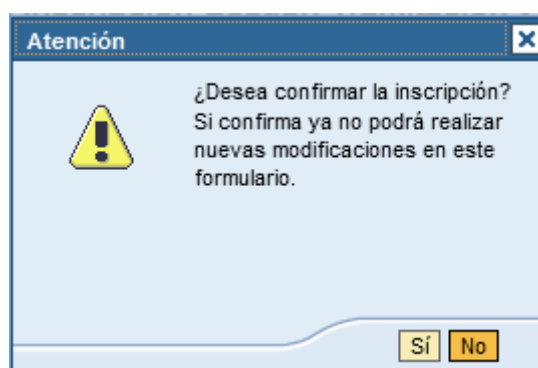 Atención
¿Desea confirmar la inscripción?
Si confirma ya no podrá realizar
nuevas modificaciones en este
formulario.
Sí No